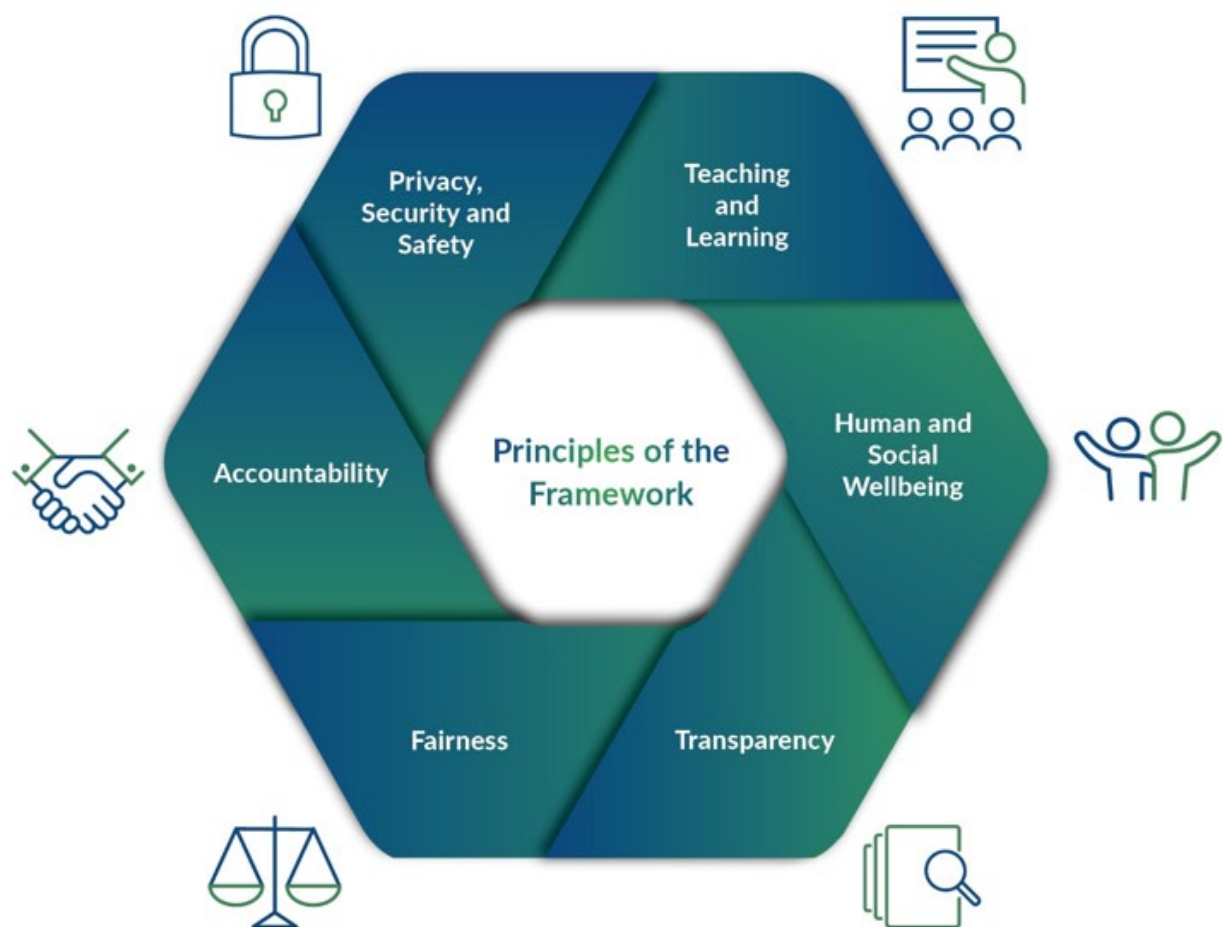 Principles of the
Framework
Teaching
and
Learning
Human and
Social
Wellbeing
Transparency
Fairness
Accountability
Privacy,
Security and
Safety